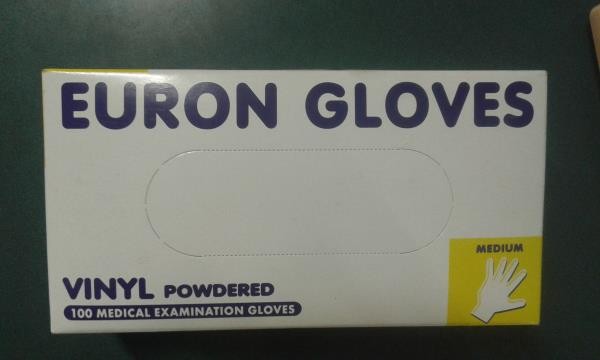 EURON GLOVES
VINYL POWDERED
100 MEDICAL EXAMINATION GLOVES
MEDIUM